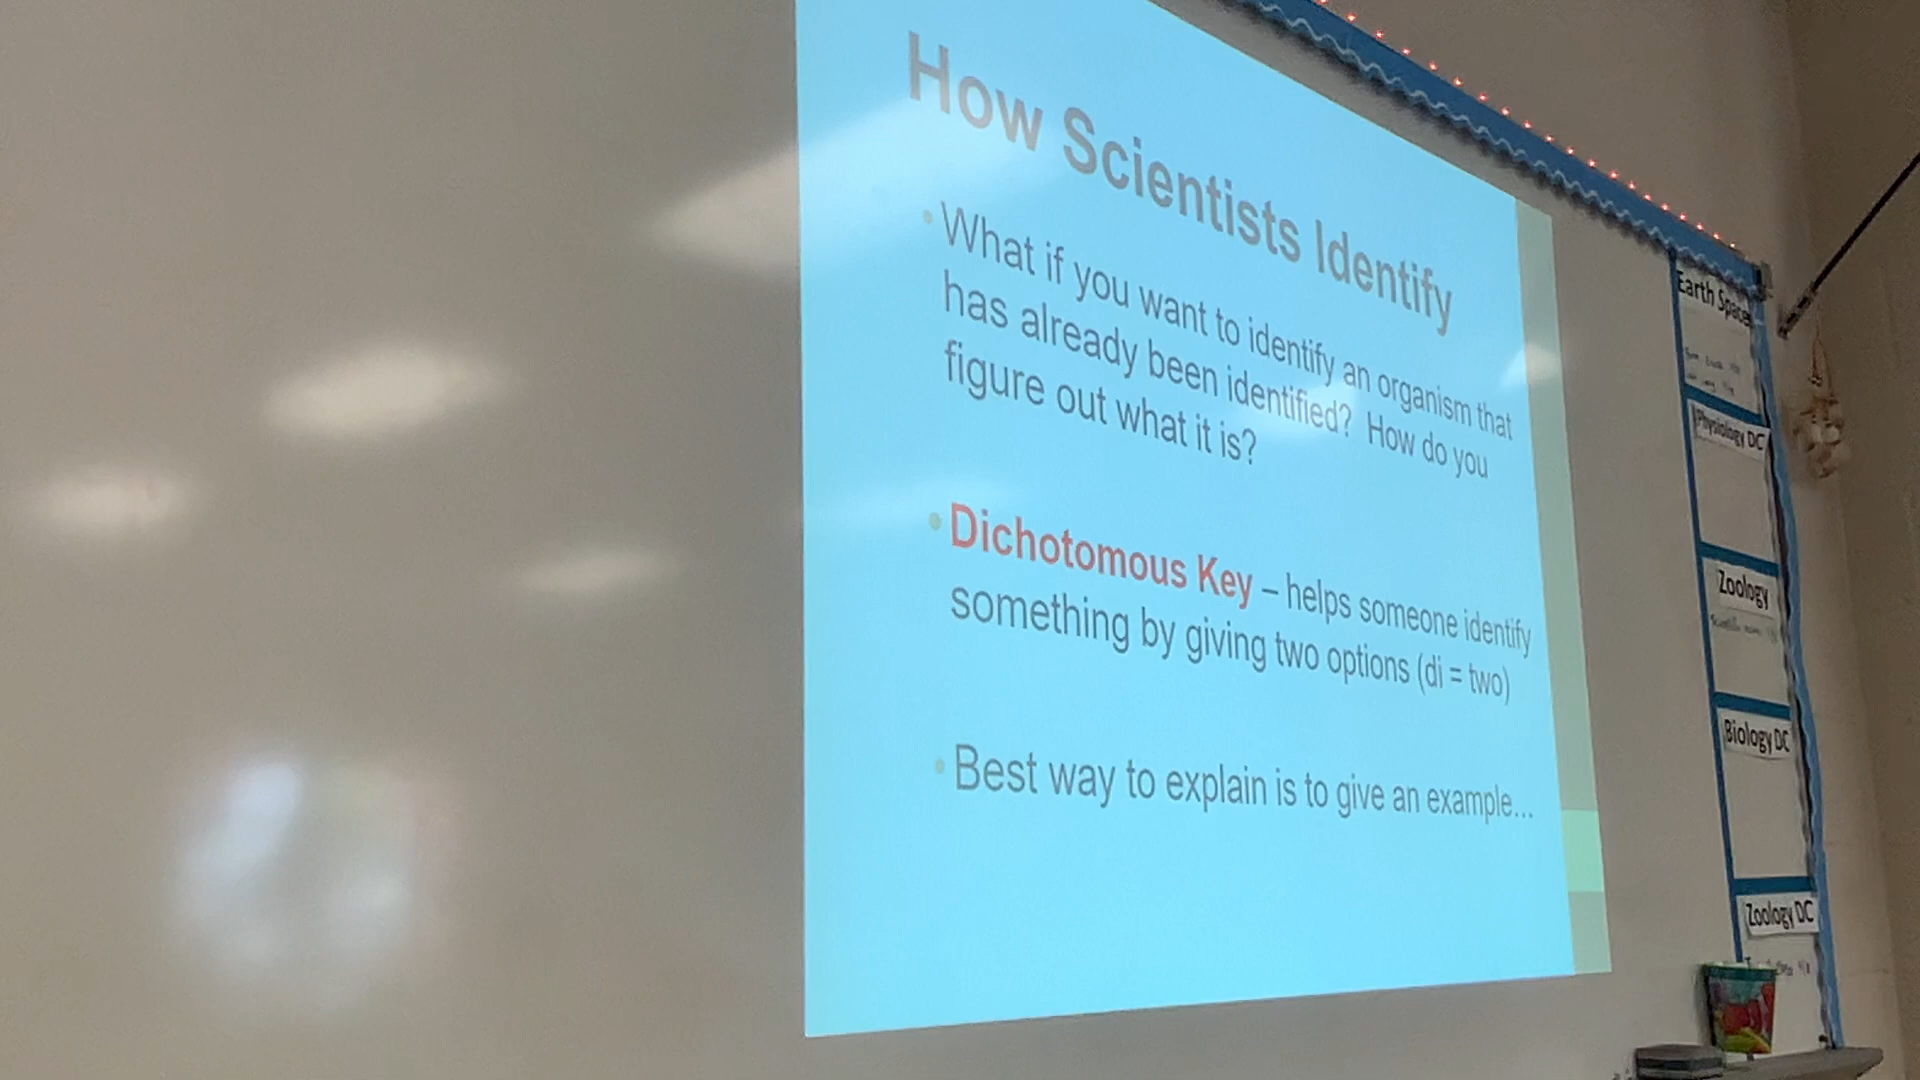 How Scientists Identify
• What if you want to identify an organism that
has already been identified? How do you
figure out what it is?
• Dichotomous Key – helps someone identify
something by giving two options (di = two)
• Best way to explain is to give an example...
Earth Space
Physiology DC
Zoology
Biology DC
Zoology DC